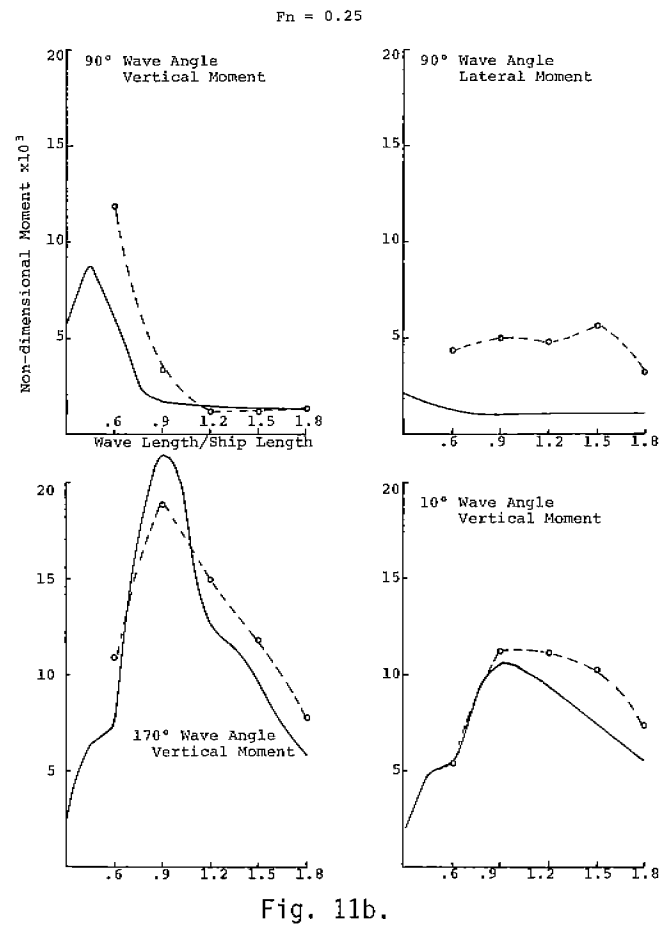 Fn = 0.25
20
90° Wave Angle
Vertical Moment
15
10
5
Non-dimensional Moment x10³
.6 .9 1.2 1.5 1.8
Wave Length/Ship Length
20
90° Wave Angle
Lateral Moment
15
10
5
.6 .9 1.2 1.5 1.8
20
15
10
170° Wave Angle
Vertical Moment
5
.6 .9 1.2 1.5 1.8
20
10° Wave Angle
Vertical Moment
15
10
5
.6 .9 1.2 1.5 1.8
Fig. 11b.